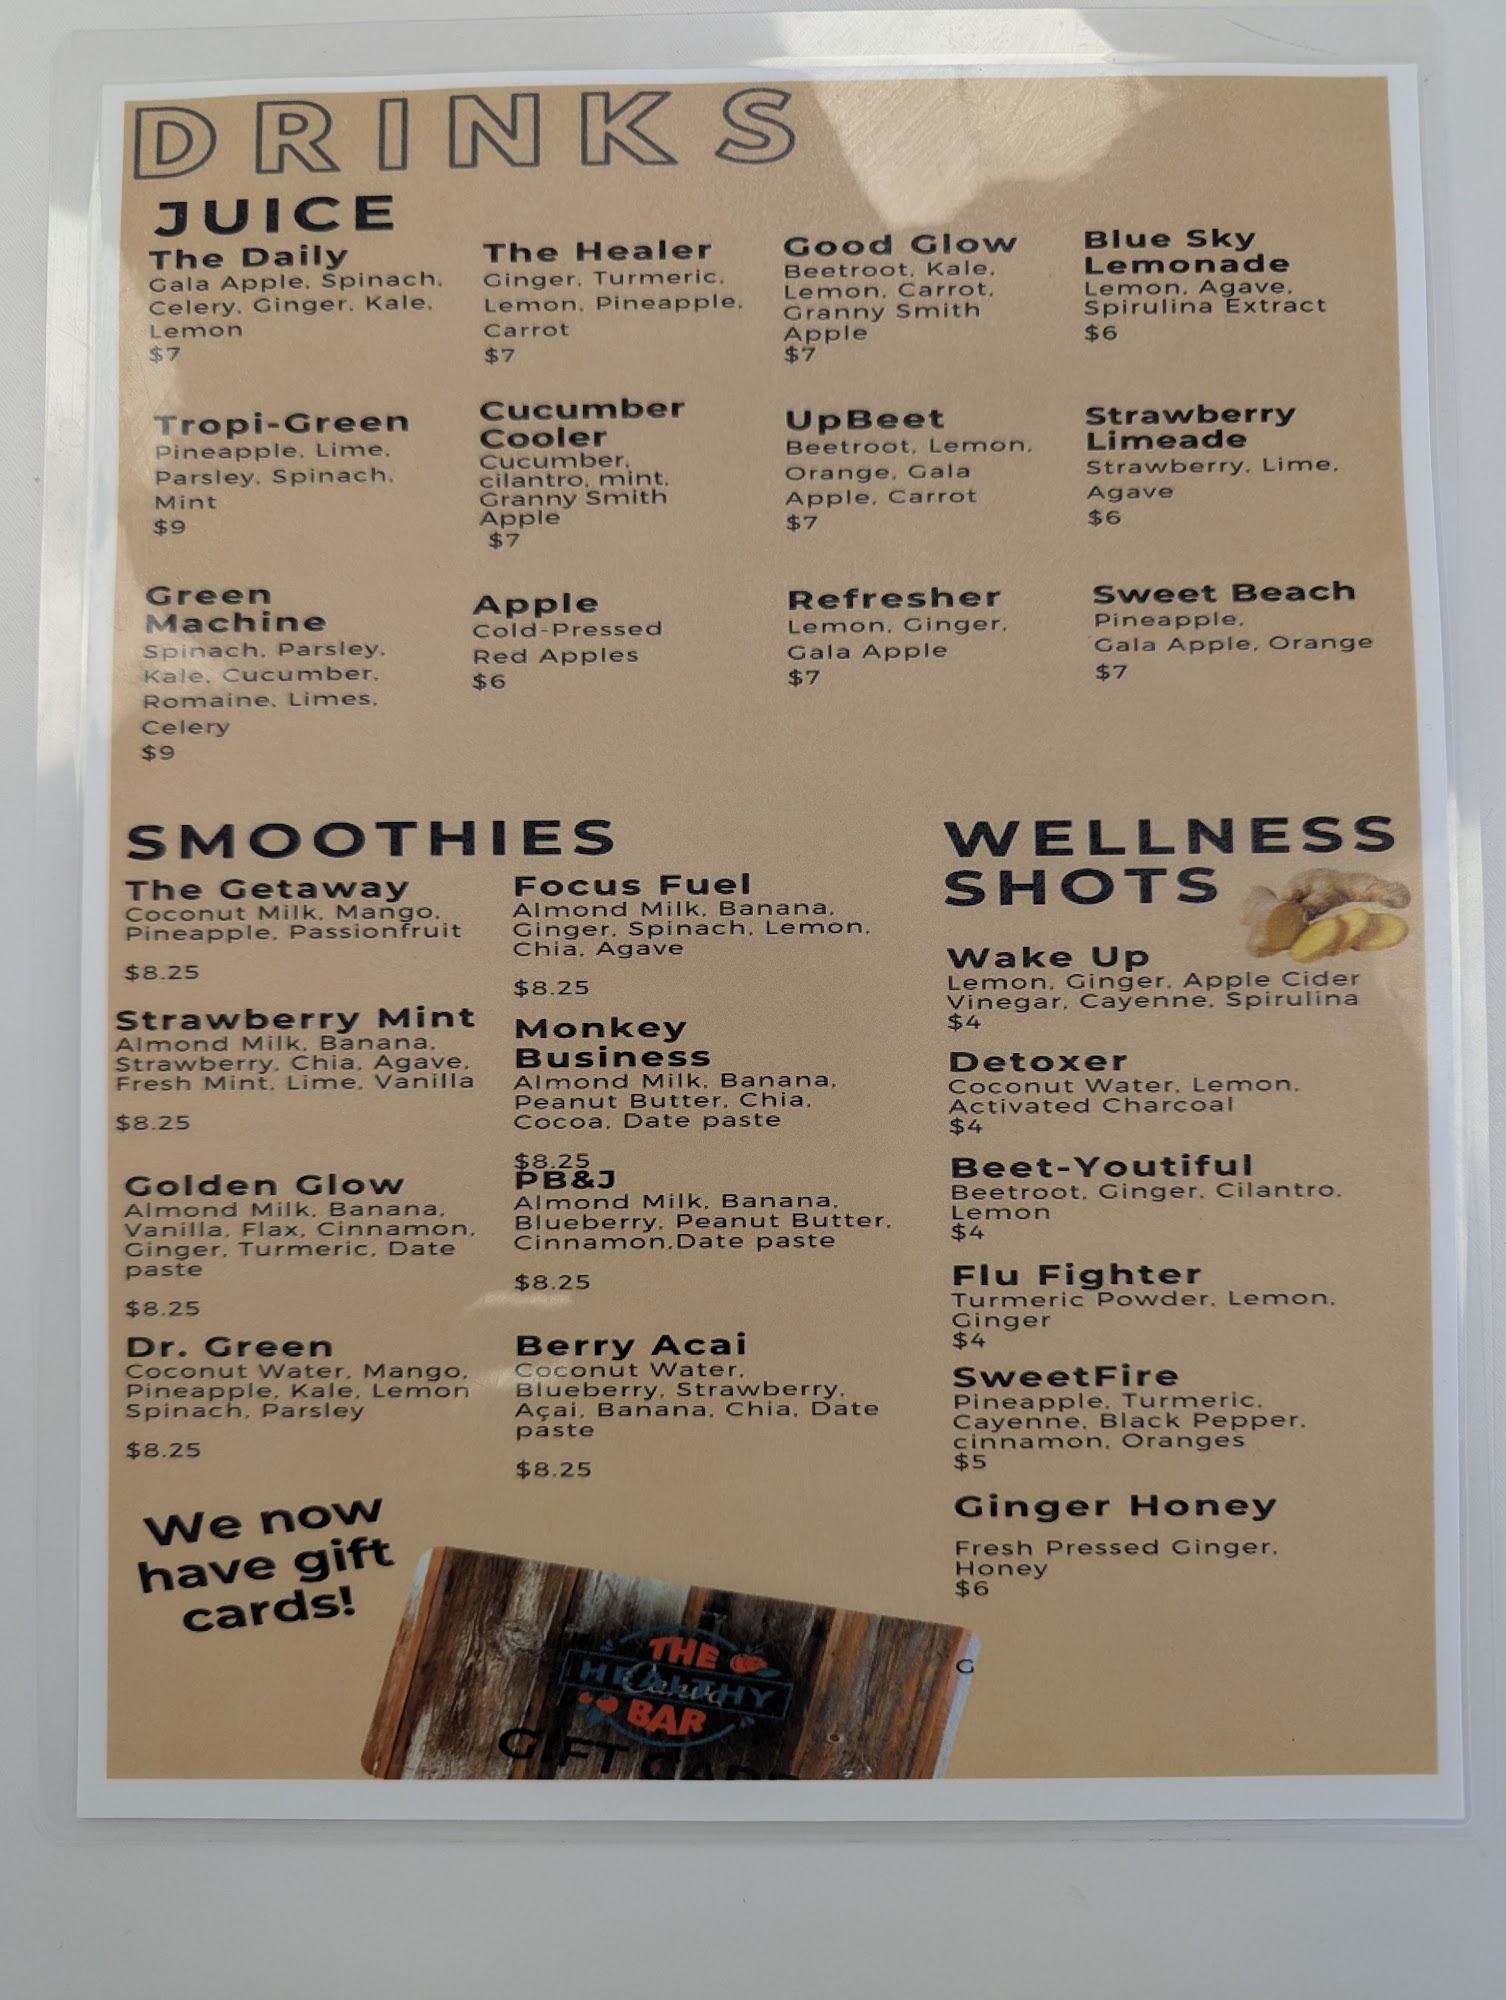 DRINKS
JUICE
The Daily
Gala Apple, Spinach,
Celery, Ginger, Kale,
Lemon
$7
The Healer
Ginger, Turmeric,
Lemon, Pineapple,
Carrot
$7
Good Glow
Beetroot, Kale,
Lemon, Carrot,
Granny Smith
Apple
$7
Blue Sky
Lemonade
Lemon, Agave,
Spirulina Extract
$6
Tropi-Green
Pineapple, Lime,
Parsley, Spinach,
Mint
$9
Cucumber
Cooler
Cucumber,
cilantro, mint,
Granny Smith
Apple
$7
UpBeet
Beetroot, Lemon,
Orange, Gala
Apple, Carrot
$7
Strawberry
Limeade
Strawberry, Lime,
Agave
$6
Green
Machine
Spinach, Parsley,
Kale, Cucumber,
Romaine, Limes,
Celery
$9
Apple
Cold-Pressed
Red Apples
$6
Refresher
Lemon, Ginger,
Gala Apple
$7
Sweet Beach
Pineapple,
Gala Apple, Orange
$7
SMOOTHIES
The Getaway
Coconut Milk, Mango,
Pineapple, Passionfruit
$8.25
Strawberry Mint
Almond Milk, Banana,
Strawberry, Chia, Agave,
Fresh Mint, Lime, Vanilla
$8.25
Golden Glow
Almond Milk, Banana,
Vanilla, Flax, Cinnamon,
Ginger, Turmeric, Date
paste
$8.25
Dr. Green
Coconut Water, Mango,
Pineapple, Kale, Lemon
Spinach, Parsley
$8.25
Focus Fuel
Almond Milk, Banana,
Ginger, Spinach, Lemon,
Chia, Agave
$8.25
Monkey
Business
Almond Milk, Banana,
Peanut Butter, Chia,
Cocoa, Date paste
$8.25
PB&J
Almond Milk, Banana,
Blueberry, Peanut Butter,
Cinnamon,Date paste
$8.25
Berry Acai
Coconut Water,
Blueberry, Strawberry,
Açai, Banana, Chia, Date
paste
$8.25
WELLNESS
SHOTS
Wake Up
Lemon, Ginger, Apple Cider
Vinegar, Cayenne, Spirulina
$4
Detoxer
Coconut Water, Lemon,
Activated Charcoal
$4
Beet-Youtiful
Beetroot, Ginger, Cilantro,
Lemon
$4
Flu Fighter
Turmeric Powder, Lemon,
Ginger
$4
SweetFire
Pineapple, Turmeric,
Cayenne, Black Pepper,
cinnamon, Oranges
$5
Ginger Honey
Fresh Pressed Ginger,
Honey
$6
We now
have gift
cards!
THE
HEALTHY
Canva
BAR
GIFT CARD
G